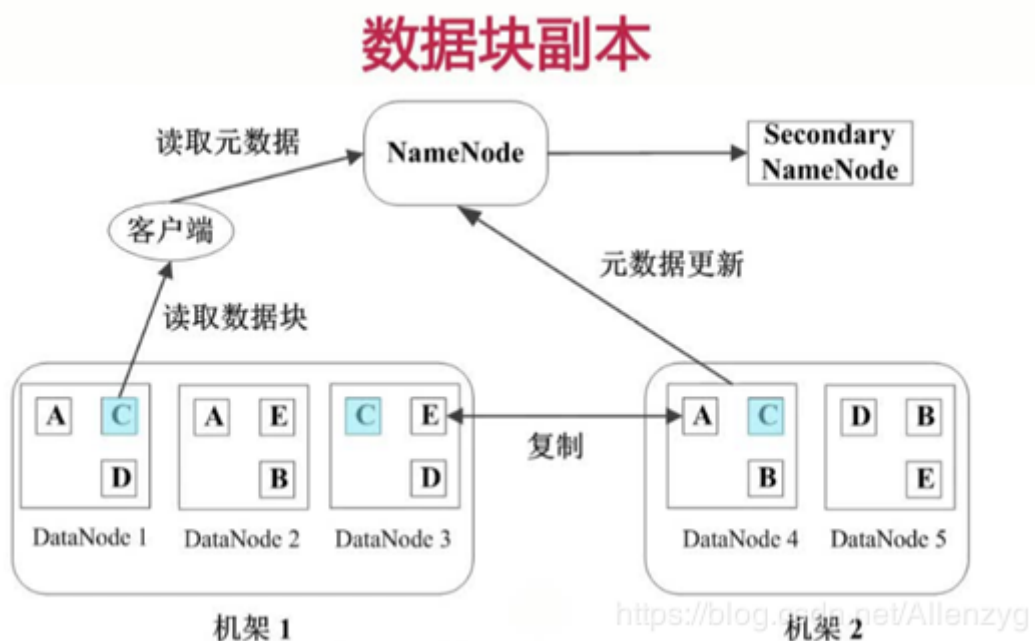 数据块副本
读取元数据
NameNode
Secondary
NameNode
客户端
元数据更新
读取数据块
A C
D
DataNode 1
A E
B
DataNode 2
C E
D
DataNode 3
复制
A C
B
DataNode 4
D B
E
DataNode 5
机架 1
机架 2
https://blog.csdn.net/Allenzyg